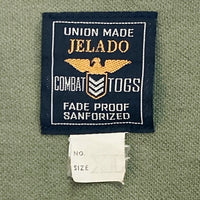 UNION MADE
JELADO
COMBAT TOGS
FADE PROOF
SANFORIZED
NO.
SIZE